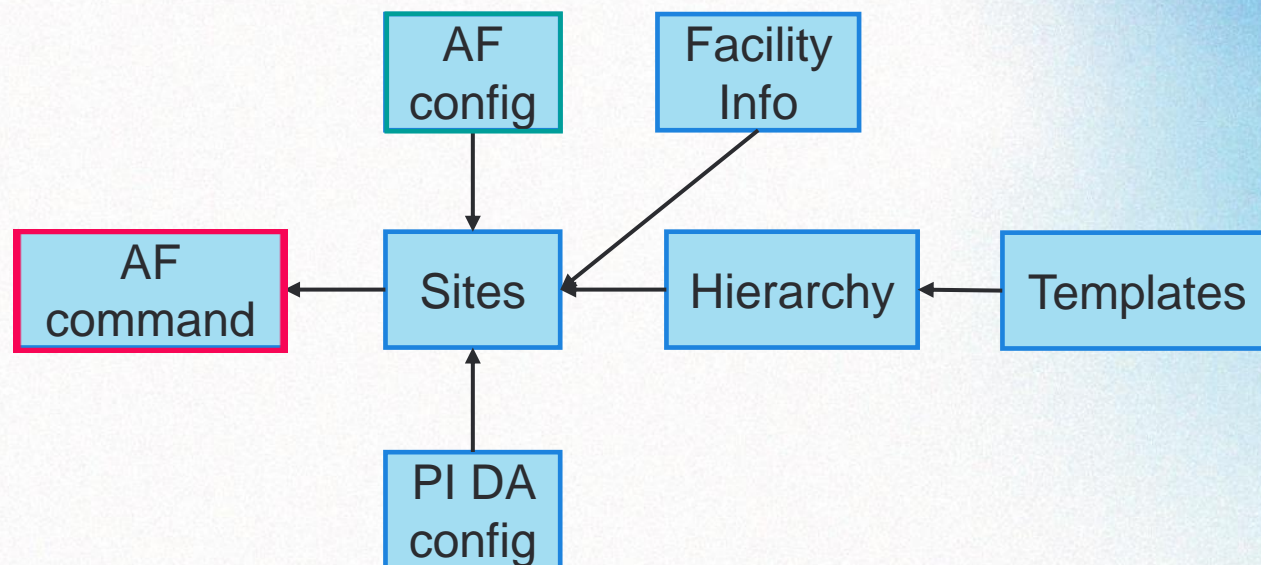 AF
config
Facility
Info
AF
command
Sites
Hierarchy
Templates
PI DA
config